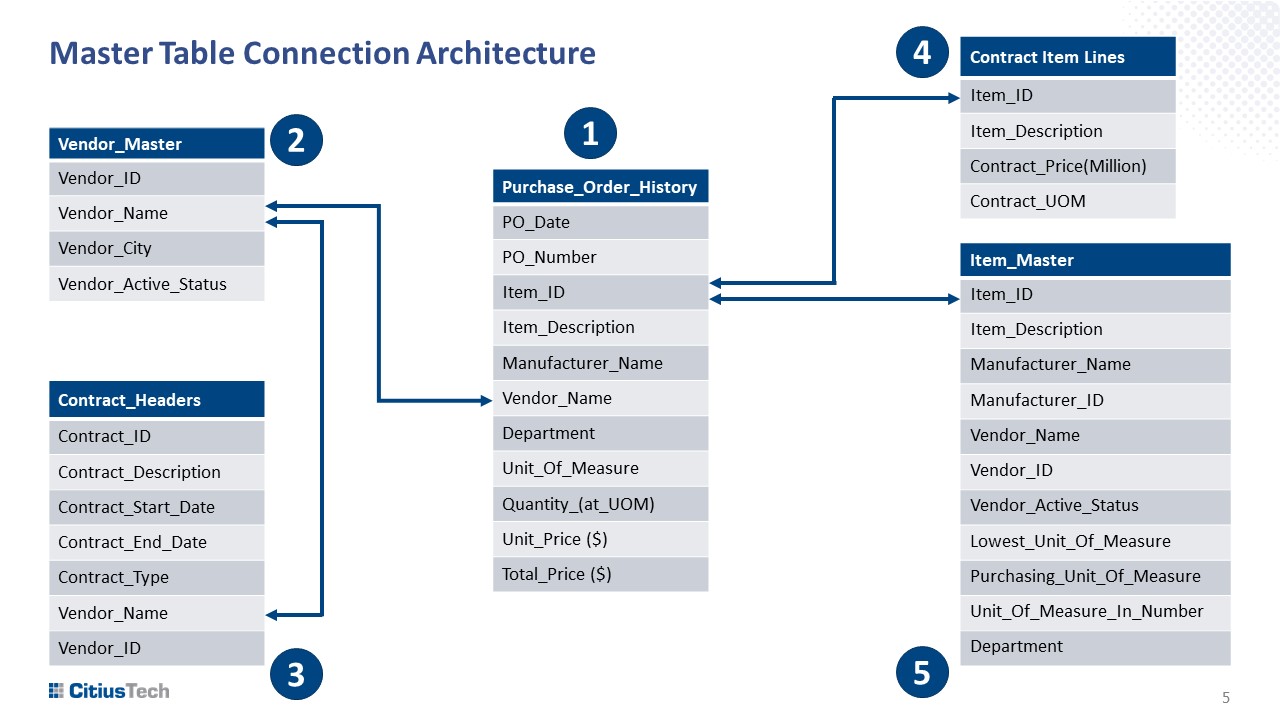 Master Table Connection Architecture
2
Vendor_Master
Vendor_ID
Vendor_Name
Vendor_City
Vendor_Active_Status
3
Contract_Headers
Contract_ID
Contract_Description
Contract_Start_Date
Contract_End_Date
Contract_Type
Vendor_Name
Vendor_ID
1
Purchase_Order_History
PO_Date
PO_Number
Item_ID
Item_Description
Manufacturer_Name
Vendor_Name
Department
Unit_Of_Measure
Quantity_(at_UOM)
Unit_Price ($)
Total_Price ($)
4
Contract Item Lines
Item_ID
Item_Description
Contract_Price(Million)
Contract_UOM
Item_Master
Item_ID
Item_Description
Manufacturer_Name
Manufacturer_ID
Vendor_Name
Vendor_ID
Vendor_Active_Status
Lowest_Unit_Of_Measure
Purchasing_Unit_Of_Measure
Unit_Of_Measure_In_Number
Department
5
CitiusTech
5